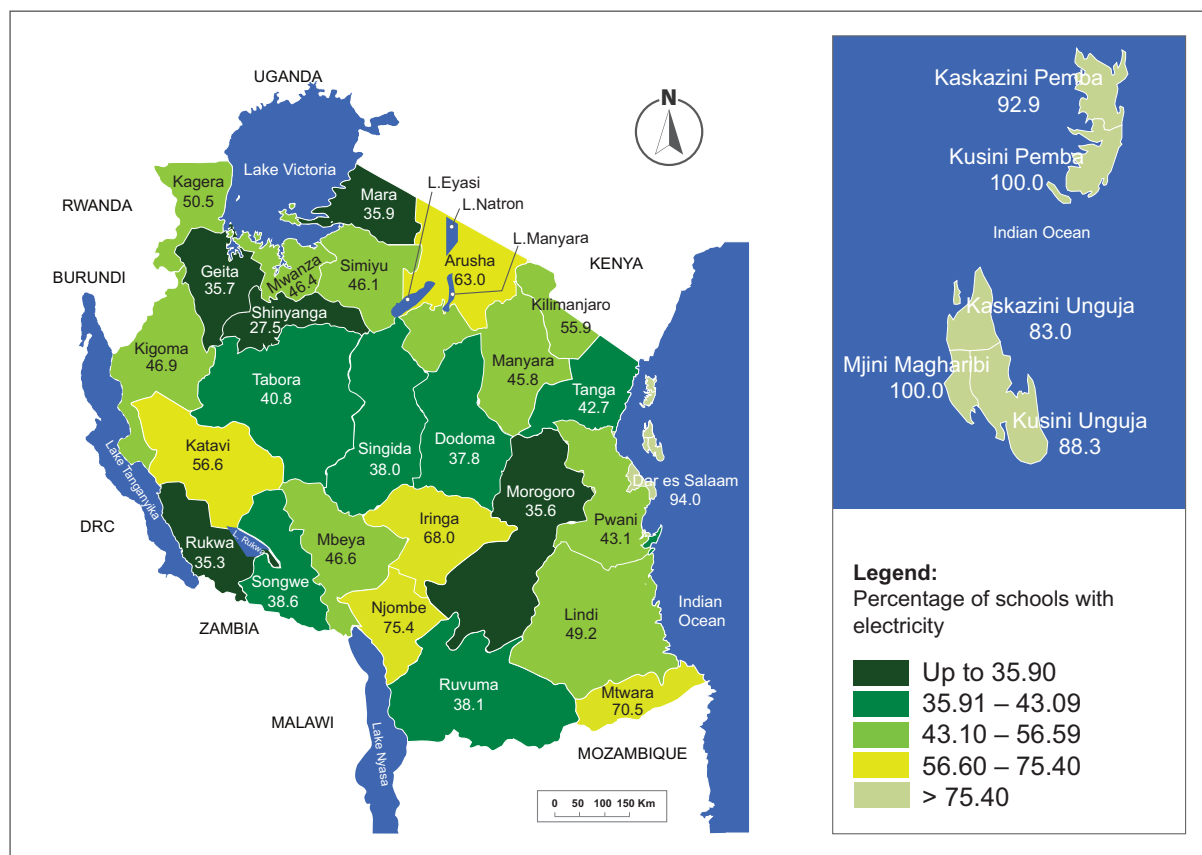 UGANDA
N
Lake Victoria
Kagera
50.5
RWANDA
Mara
35.9
L.Eyasi
L.Natron
L.Manyara
KENYA
BURUNDI
Geita
35.7
Mwanza
46.4
Simiyu
46.1
Arusha
63.0
Shinyanga
27.5
Kilimanjaro
55.9
Kigoma
46.9
Manyara
45.8
Tabora
40.8
Tanga
42.7
Singida
38.0
Dodoma
37.8
Katavi
56.6
Lake Tanganyika
Morogoro
35.6
Dar es Salaam
94.0
Pwani
43.1
DRC
Rukwa
35.3
L. Rukwa
Mbeya
46.6
Iringa
68.0
Songwe
38.6
ZAMBIA
Njombe
75.4
Lindi
49.2
Indian
Ocean
Ruvuma
38.1
Mtwara
70.5
MALAWI
Lake Nyasa
MOZAMBIQUE
0 50 100 150 Km
Kaskazini Pemba
92.9
Kusini Pemba
100.0
Indian Ocean
Kaskazini Unguja
83.0
Mjini Magharibi
100.0
Kusini Unguja
88.3
Legend:
Percentage of schools with
electricity
Up to 35.90
35.91 – 43.09
43.10 – 56.59
56.60 – 75.40
> 75.40